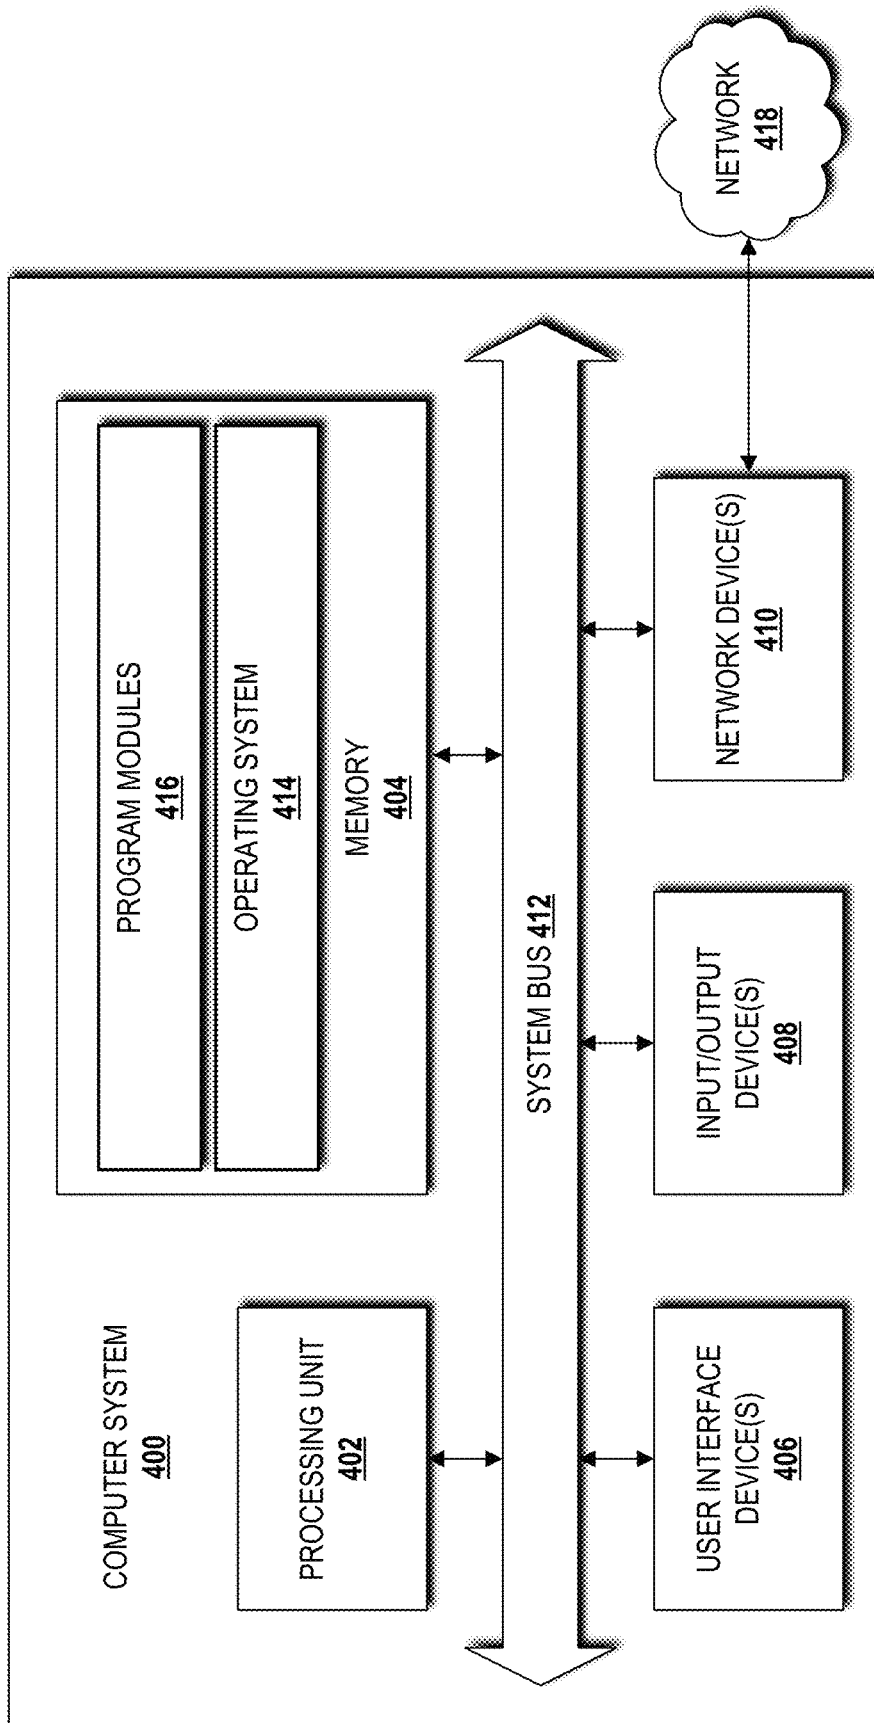 COMPUTER SYSTEM
400
PROCESSING UNIT
402
PROGRAM MODULES
416
OPERATING SYSTEM
414
MEMORY
404
SYSTEM BUS 412
USER INTERFACE
DEVICE(S)
406
INPUT/OUTPUT
DEVICE(S)
408
NETWORK DEVICE(S)
410
NETWORK
418